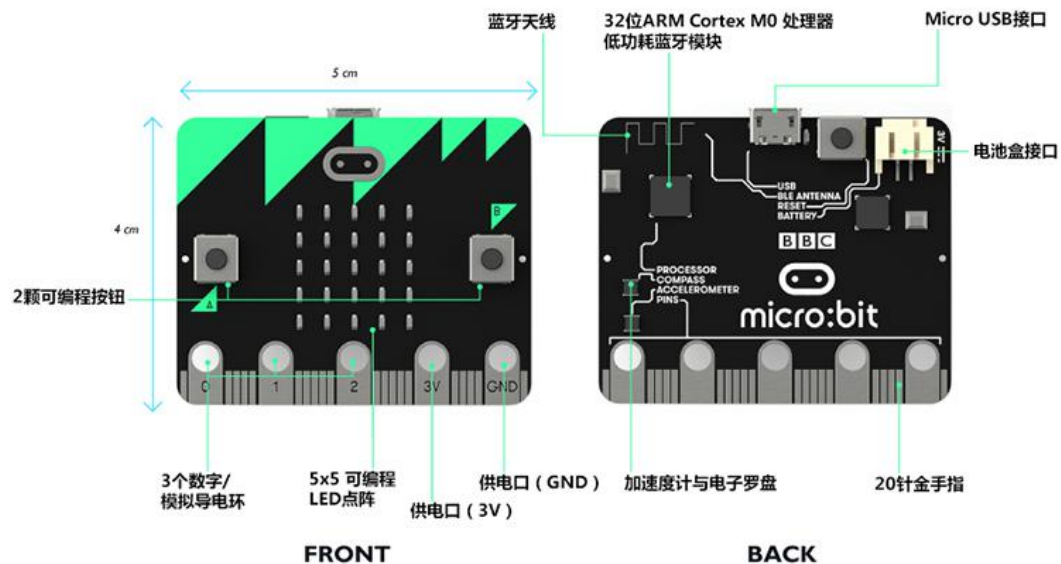 蓝牙天线
32位ARM Cortex M0 处理器
低功耗蓝牙模块
Micro USB接口
5 cm
4 cm
电池盒接口
3V
B
USB
BLE ANTENNA
RESET
BATTERY
BBC
2颗可编程按钮
A
PROCESSOR
COMPASS
ACCELEROMETER
PINS
micro:bit
0
1
2
3V
GND
3个数字/
模拟导电环
5x5 可编程
LED点阵
供电口（3V）
供电口（GND）
加速度计与电子罗盘
20针金手指
FRONT
BACK